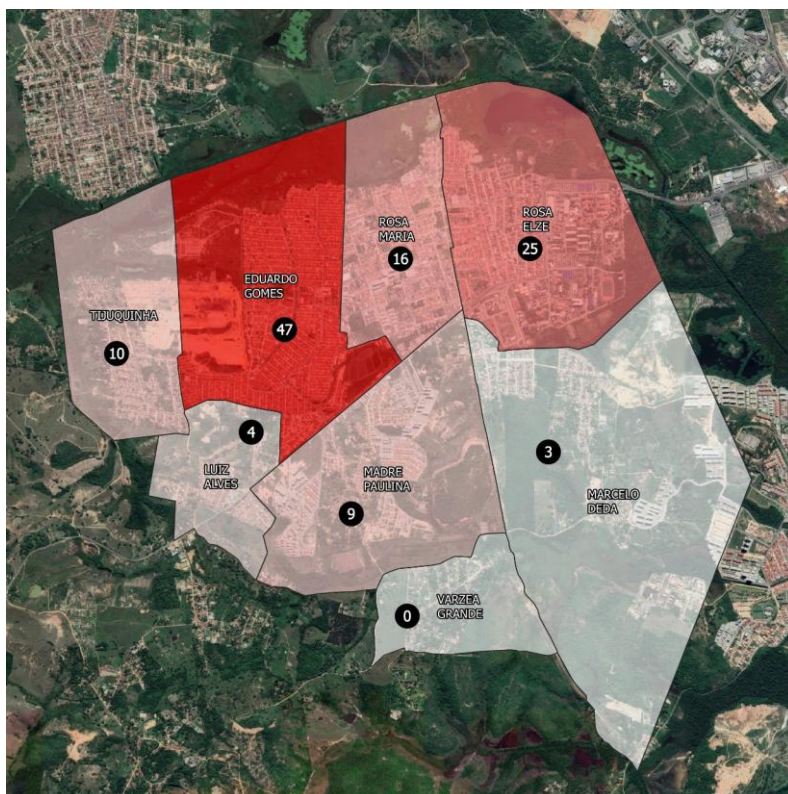 ROSA
ELZE
25
ROSA
MARIA
16
EDUARDO
GOMES
47
TIJUQUINHA
10
4
LUIZ
ALVES
MADRE
PAULINA
9
3
MARCELO
DEDA
VARZEA
GRANDE
0